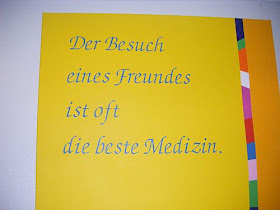 Der Besuch
eines Freundes
ist oft
die beste Medizin.